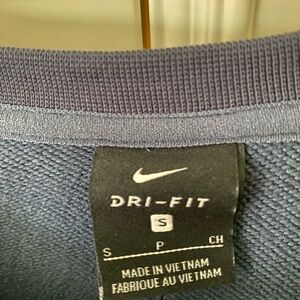 DRI-FIT
S
S P CH
MADE IN VIETNAM
FABRIQUE AU VIETNAM